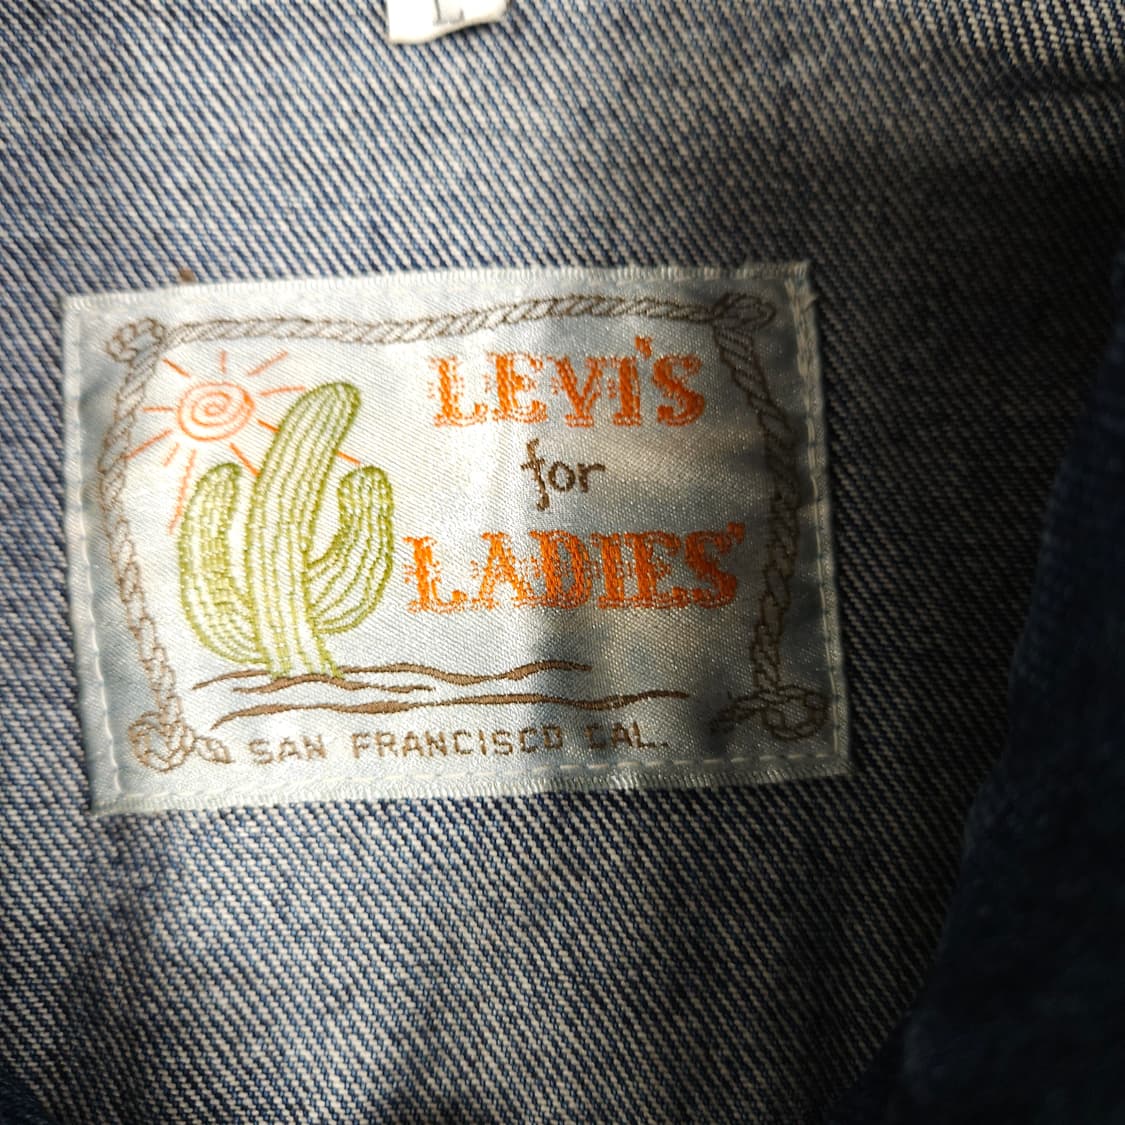 L
LEVI'S
for
LADIES'
SAN FRANCISCO CAL.